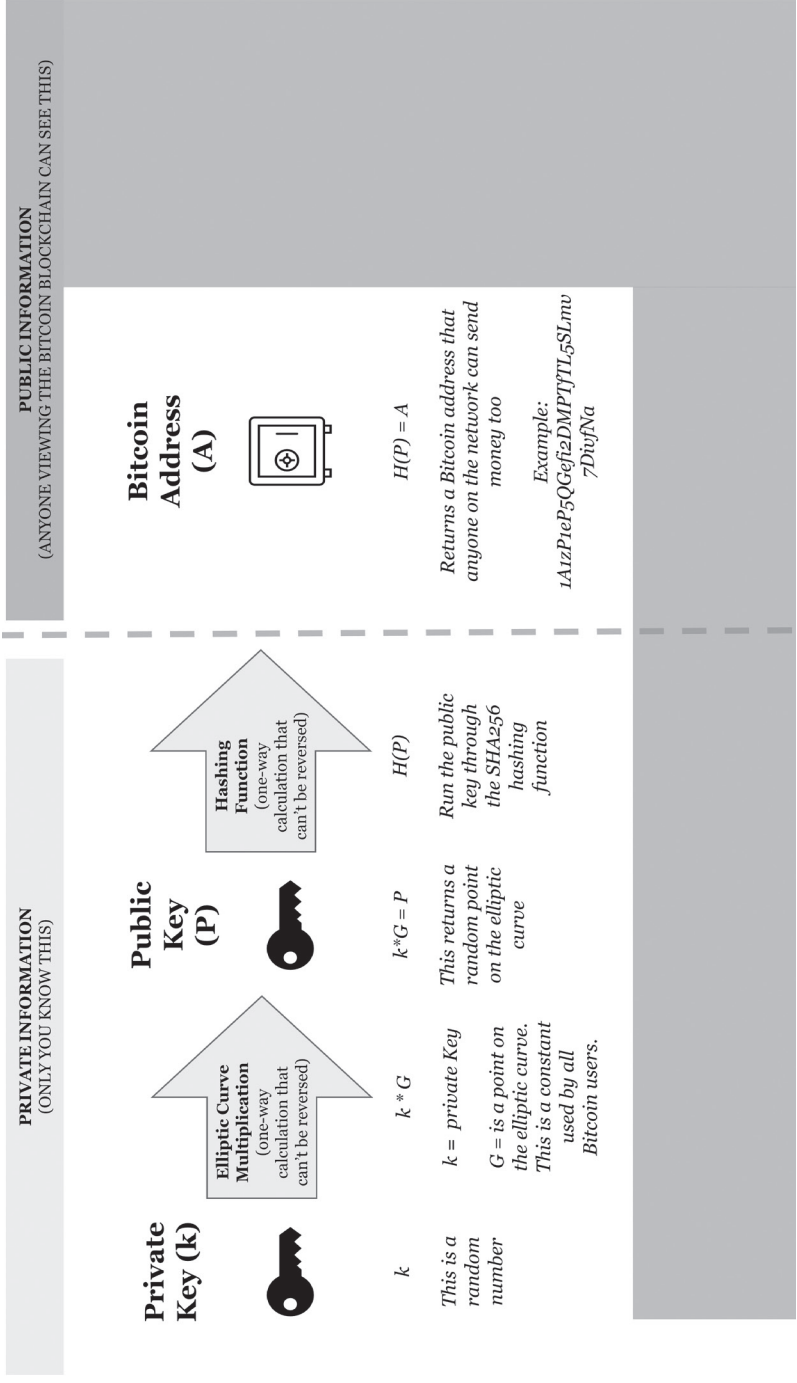 PRIVATE INFORMATION
(ONLY YOU KNOW THIS)
PUBLIC INFORMATION
(ANYONE VIEWING THE BITCOIN BLOCKCHAIN CAN SEE THIS)
Private
Key (k)
k
This is a
random
number
Elliptic Curve
Multiplication
(one-way
calculation that
can't be reversed)
k * G
k = private Key
G = is a point on
the elliptic curve.
This is a constant
used by all
Bitcoin users.
Public
Key
(P)
k*G = P
This returns a
random point
on the elliptic
curve
Hashing
Function
(one-way
calculation that
can't be reversed)
H(P)
Run the public
key through
the SHA256
hashing
function
Bitcoin
Address
(A)
H(P) = A
Returns a Bitcoin address that
anyone on the network can send
money too
Example:
1A1zP1eP5QGefi2DMPTfTL5SLmv
7DivfNa